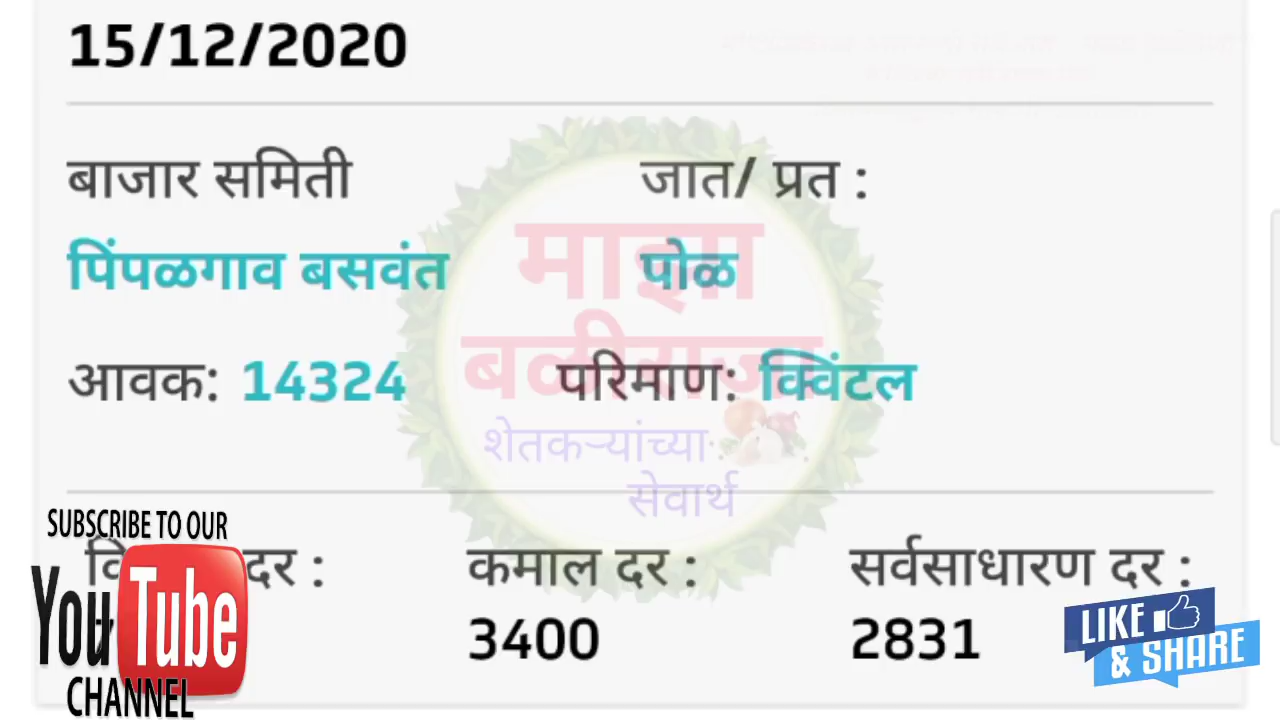 15/12/2020
बाजार समिती जात/ प्रत :
पिंपळगाव बसवंत पोळ
माझा
बळीराजा
आवक: 14324 परिमाण: क्विंटल
शेतकऱ्यांच्या
सेवार्थ
SUBSCRIBE TO OUR
YouTube
CHANNEL
दर : कमाल दर : सर्वसाधारण दर :
3400 2831
LIKE
& SHARE